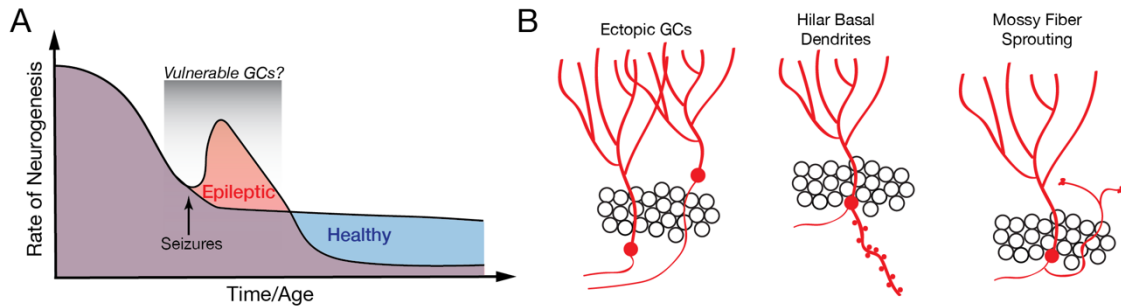 A
Rate of Neurogenesis
Vulnerable GCs?
Epileptic
Seizures
Healthy
Time/Age
B
Ectopic GCs
Hilar Basal
Dendrites
Mossy Fiber
Sprouting